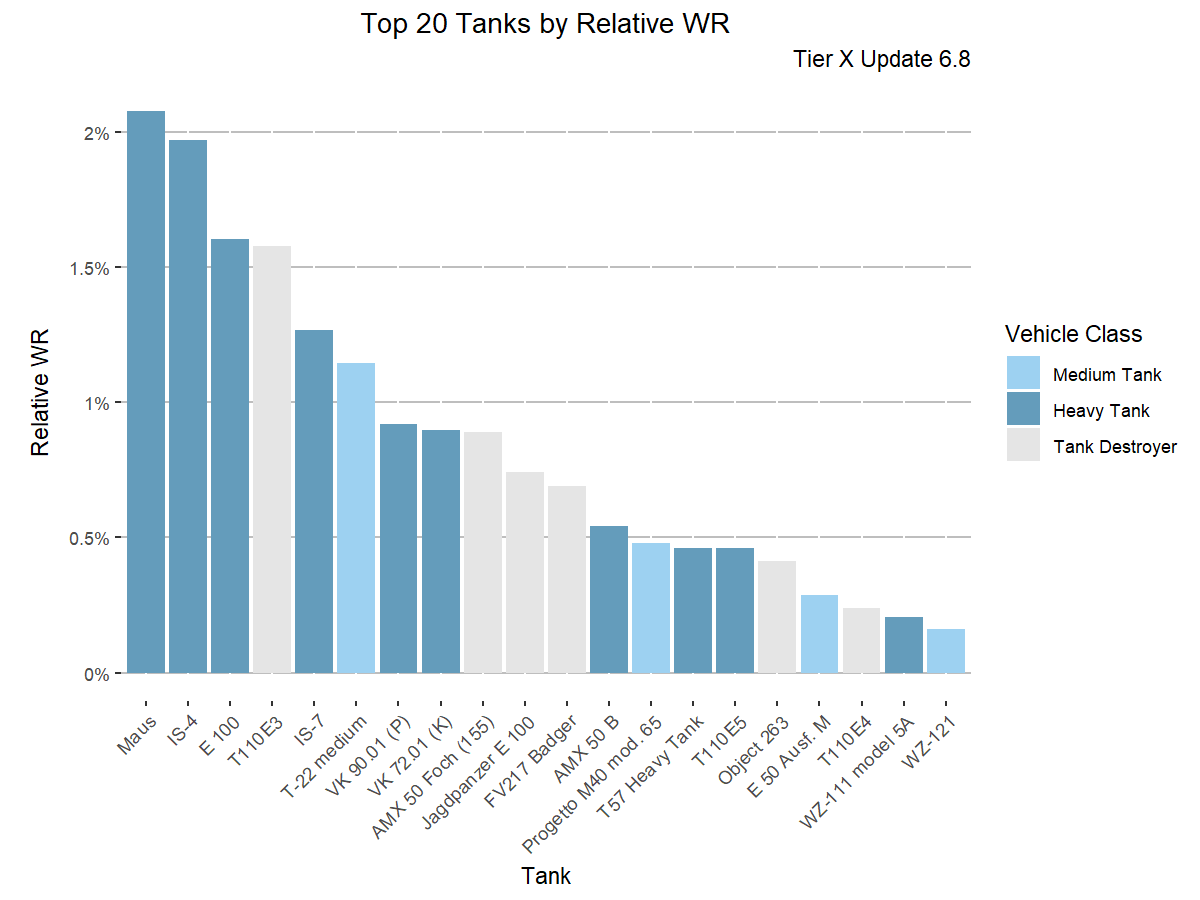 Top 20 Tanks by Relative WR
Tier X Update 6.8
Relative WR
2%
1.5%
1%
0.5%
0%
Maus
IS-4
E 100
T110E3
IS-7
T-22 medium
VK 90.01 (P)
VK 72.01 (K)
AMX 50 Foch (155)
Jagdpanzer E 100
FV217 Badger
AMX 50 B
Progetto M40 mod. 65
T57 Heavy Tank
T110E5
Object 263
E 50 Ausf. M
T110E4
WZ-111 model 5A
WZ-121
Tank
Vehicle Class
Medium Tank
Heavy Tank
Tank Destroyer